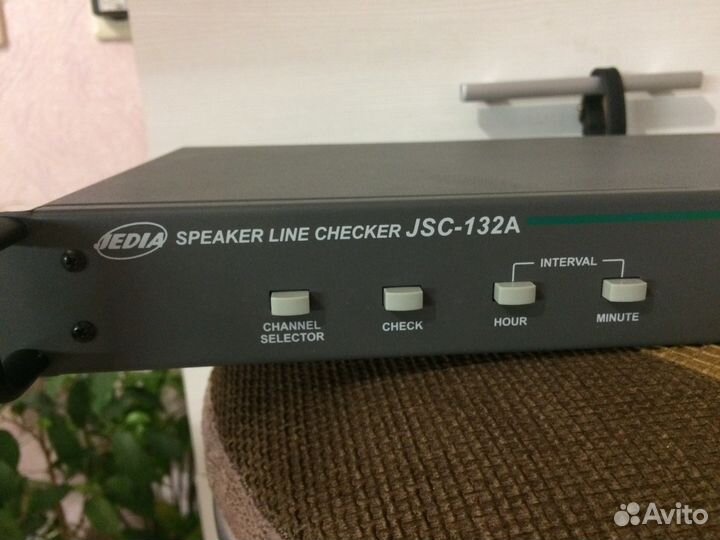 JEDIA SPEAKER LINE CHECKER JSC-132A
INTERVAL
CHANNEL
SELECTOR
CHECK
HOUR
MINUTE
Avito